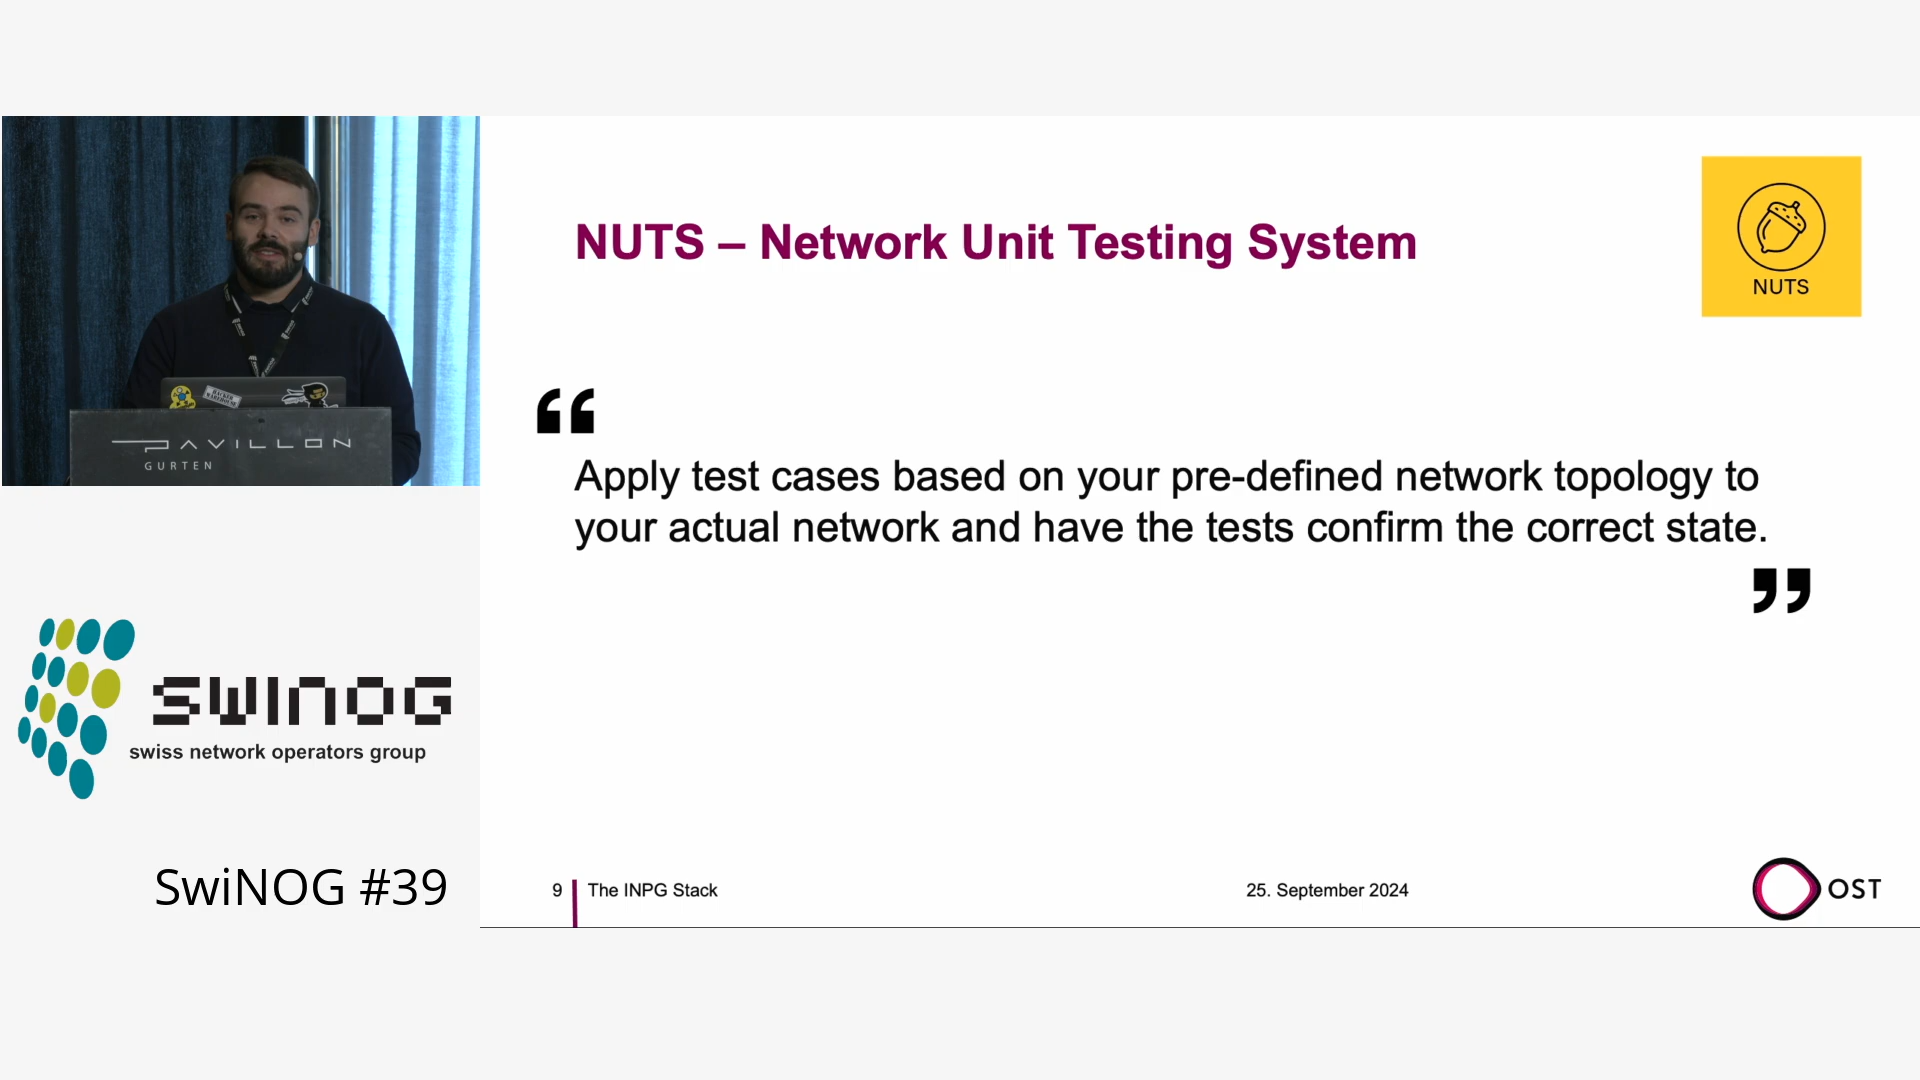 NUTS – Network Unit Testing System
NUTS
“
Apply test cases based on your pre-defined network topology to
your actual network and have the tests confirm the correct state.
”
HACKER
WAREHOUSE
PAVILLON
GURTEN
SWINOG
swiss network operators group
SwiNOG #39
9
The INPG Stack
25. September 2024
OST